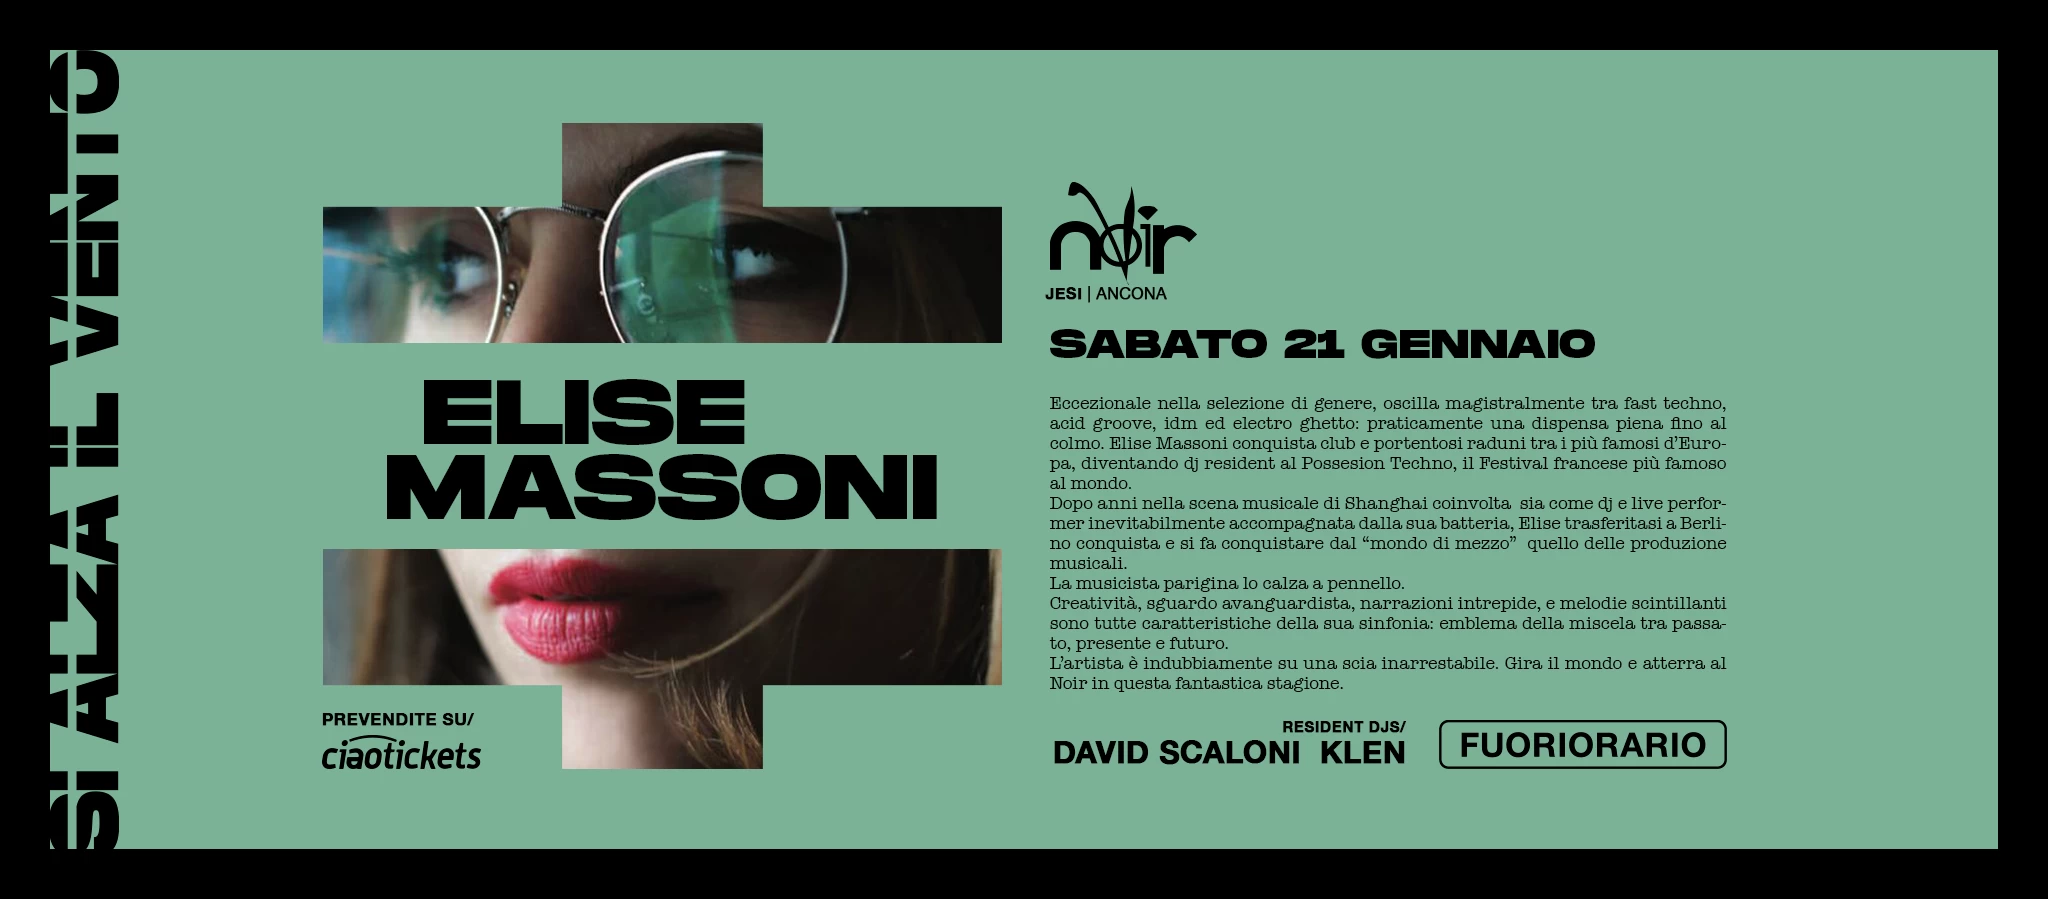 SI ALZA IL VENTO
ELISE
MASSONI
PREVENDITE SU/
ciaotickets
noir
JESI | ANCONA
SABATO 21 GENNAIO
Eccezionale nella selezione di genere, oscilla magistralmente tra fast techno,
acid groove, idm ed electro ghetto: praticamente una dispensa piena fino al
colmo. Elise Massoni conquista club e portentosi raduni tra i più famosi d'Euro-
pa, diventando dj resident al Possesion Techno, il Festival francese più famoso
al mondo.
Dopo anni nella scena musicale di Shanghai coinvolta  sia come dj e live perfor-
mer inevitabilmente accompagnata dalla sua batteria, Elise trasferitasi a Berli-
no conquista e si fa conquistare dal “mondo di mezzo”  quello delle produzione
musicali.
La musicista parigina lo calza a pennello.
Creatività, sguardo avanguardista, narrazioni intrepide, e melodie scintillanti
sono tutte caratteristiche della sua sinfonia: emblema della miscela tra passa-
to, presente e futuro.
L'artista è indubbiamente su una scia inarrestabile. Gira il mondo e atterra al
Noir in questa fantastica stagione.
RESIDENT DJS/
DAVID SCALONI  KLEN
FUORIORARIO